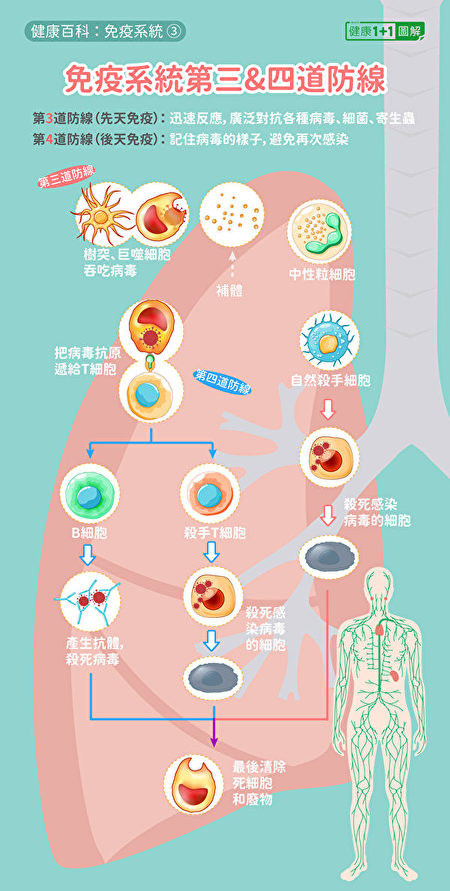 健康百科：免疫系統③
健康1+1圖解
免疫系統第三&四道防線
第3道防線（先天免疫）：迅速反應，廣泛對抗各種病毒、細菌、寄生蟲
第4道防線（後天免疫）：記住病毒的樣子，避免再次感染
第三道防線
樹突、巨噬細胞
吞吃病毒
補體
中性粒細胞
把病毒抗原
遞給T細胞
第四道防線
自然殺手細胞
B細胞
殺手T細胞
殺死感染
病毒的細胞
產生抗體，
殺死病毒
殺死感
染病毒
的細胞
最後清除
死細胞
和廢物